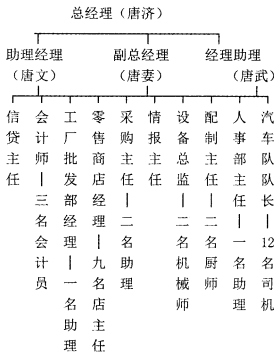 总经理（唐济）
助理经理
（唐文）
副总经理
（唐妻）
经理助理
（唐武）
信贷主任
会计师—三名会计员
工厂批发部经理—一名助理
零售商店经理—九名店主任
采购主任—二名助理
情报主任
设备总监—二名机械师
配制主任—二名厨师
人事部主任—一名助理
汽车队队长—12名司机